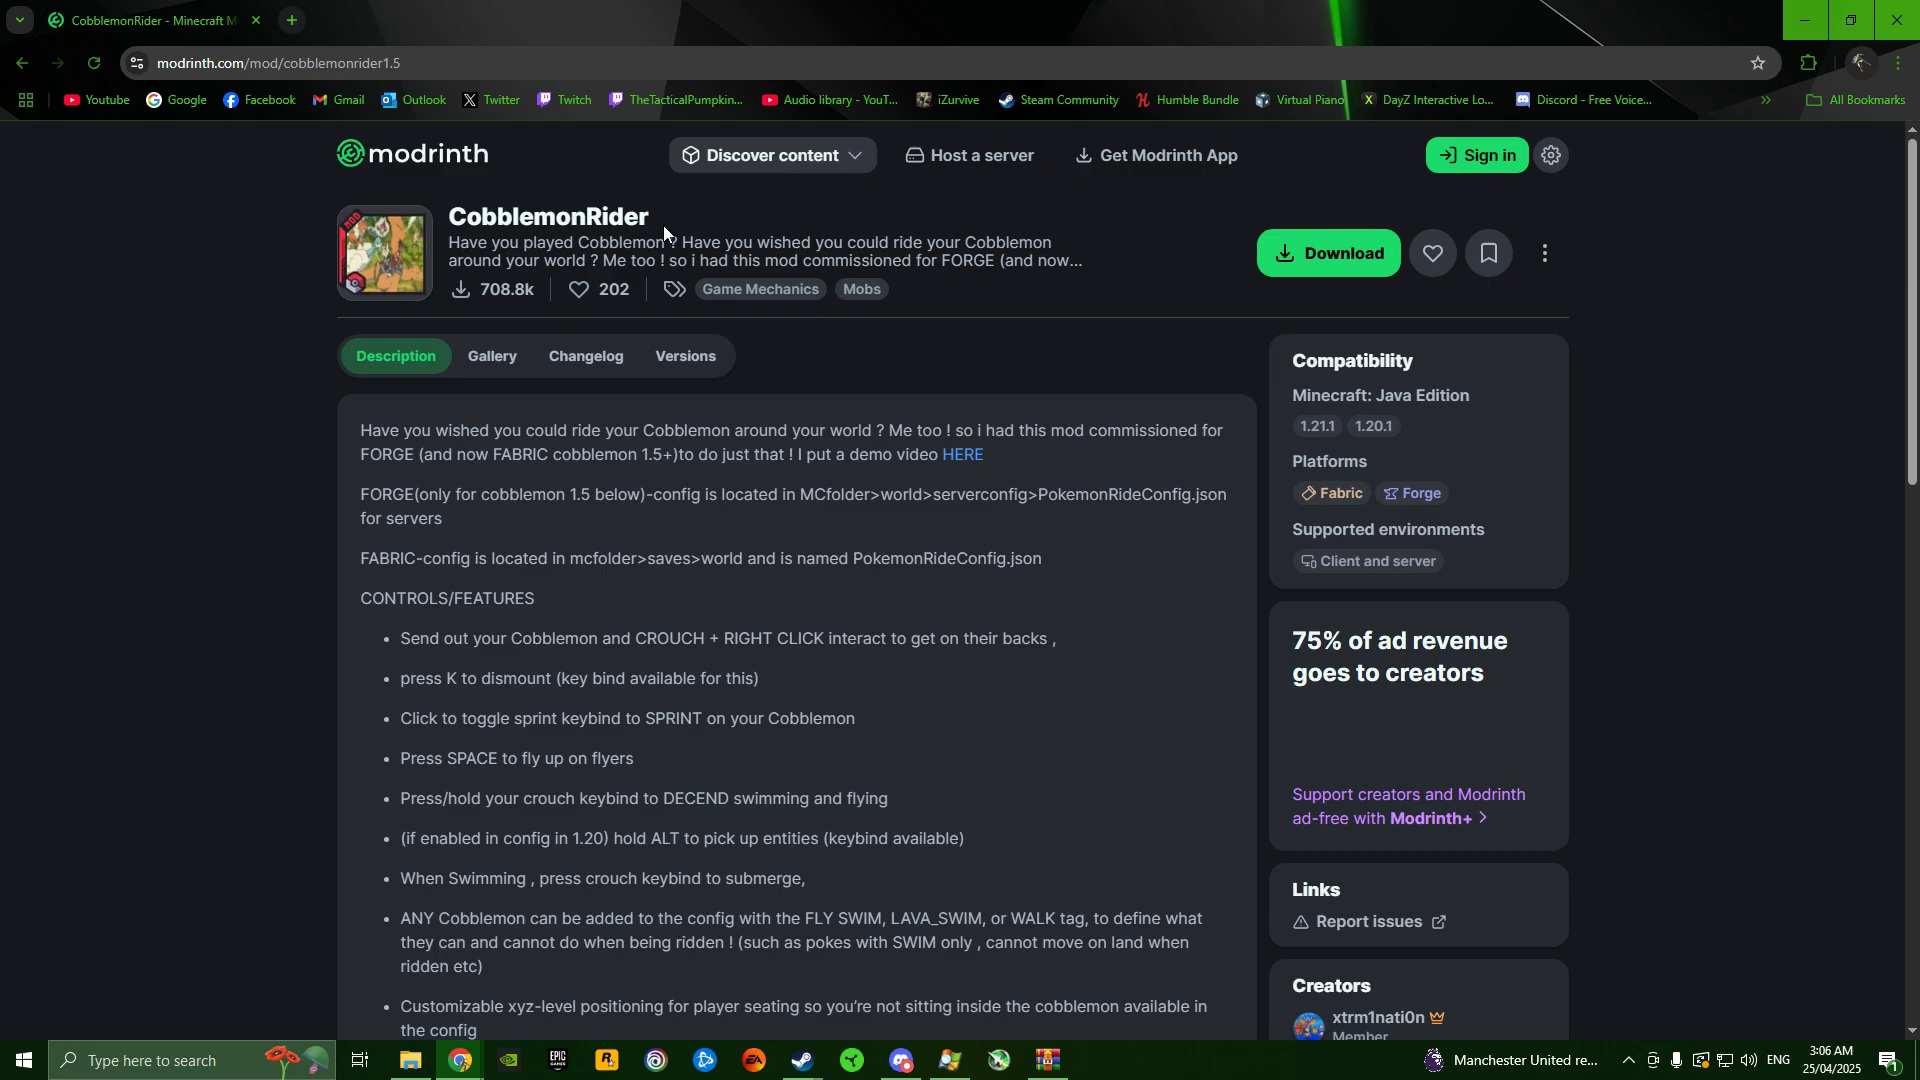 CobblemonRider - Minecraft M
modrinth.com/mod/cobblemonrider1.5
Youtube
Google
Facebook
Gmail
Outlook
Twitter
Twitch
TheTacticalPumpkin...
Audio library - YouT...
iZurvive
Steam Community
Humble Bundle
Virtual Piano
DayZ Interactive Lo...
Discord - Free Voice...
All Bookmarks
modrinth
Discover content
Host a server
Get Modrinth App
Sign in
MOD
CobblemonRider
Have you played Cobblemon ? Have you wished you could ride your Cobblemon
around your world ? Me too ! so i had this mod commissioned for FORGE (and now...
708.8k
202
Game Mechanics
Mobs
Download
Description
Gallery
Changelog
Versions
Have you wished you could ride your Cobblemon around your world ? Me too ! so i had this mod commissioned for
FORGE (and now FABRIC cobblemon 1.5+)to do just that ! I put a demo video HERE
FORGE(only for cobblemon 1.5 below)-config is located in MCfolder>world>serverconfig>PokemonRideConfig.json
for servers
FABRIC-config is located in mcfolder>saves>world and is named PokemonRideConfig.json
CONTROLS/FEATURES
• Send out your Cobblemon and CROUCH + RIGHT CLICK interact to get on their backs ,
• press K to dismount (key bind available for this)
• Click to toggle sprint keybind to SPRINT on your Cobblemon
• Press SPACE to fly up on flyers
• Press/hold your crouch keybind to DECEND swimming and flying
• (if enabled in config in 1.20) hold ALT to pick up entities (keybind available)
• When Swimming , press crouch keybind to submerge,
• ANY Cobblemon can be added to the config with the FLY SWIM, LAVA_SWIM, or WALK tag, to define what
they can and cannot do when being ridden ! (such as pokes with SWIM only , cannot move on land when
ridden etc)
• Customizable xyz-level positioning for player seating so you're not sitting inside the cobblemon available in
the config
Compatibility
Minecraft: Java Edition
1.21.1
1.20.1
Platforms
Fabric
Forge
Supported environments
Client and server
75% of ad revenue
goes to creators
Support creators and Modrinth
ad-free with Modrinth+ >
Links
Report issues
Creators
xtrm1nati0n
Member
Type here to search
Manchester United re...
ENG
3:06 AM
25/04/2025
1